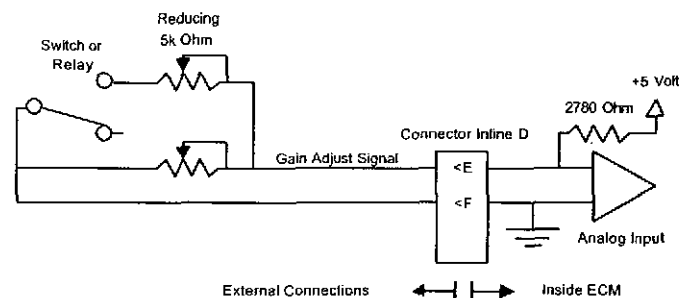 Reducing
5k Ohm
Switch or
Relay
+5 Volt
2780 Ohm
Connector Inline D
Gain Adjust Signal
<E
<F
Analog Input
External Connections
Inside ECM